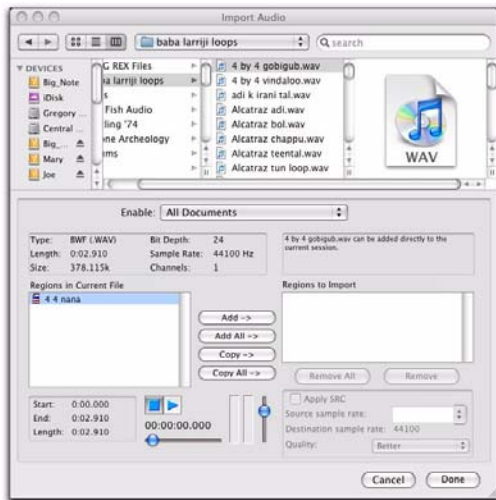 Import Audio
baba larriji loops
search
DEVICES
Big_Note
iDisk
Gregory ...
Central ...
Big_...
Mary
Joe
G REX Files
ba larriji loops
s
Fish Audio
ling '74
ne Archeology
ms
4 by 4 gobigub.wav
4 by 4 vindaloo.wav
adi k irani tal.wav
Alcatraz adi.wav
Alcatraz bol.wav
Alcatraz chappu.wav
Alcatraz teental.wav
Alcatraz tun loop.wav
WAV
Enable: All Documents
Type: BWF (.WAV) Bit Depth: 24
Length: 0:02.910 Sample Rate: 44100 Hz
Size: 378.115k Channels: 1
4 by 4 gobigub.wav can be added directly to the
current session.
Regions in Current File
4 4 nana
Add ->
Add All ->
Copy ->
Copy All ->
Regions to Import
Remove All Remove
Start: 0:00.000
End: 0:02.910
Length: 0:02.910
00:00:00.000
Apply SRC
Source sample rate:
Destination sample rate: 44100
Quality: Better
Cancel Done